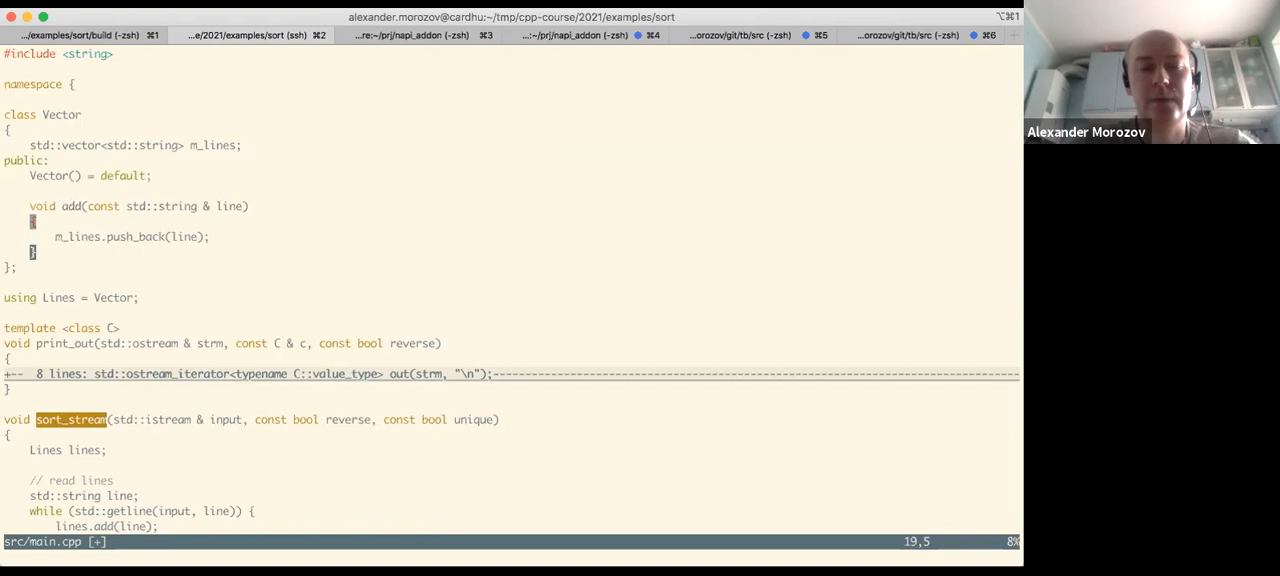 alexander.morozov@cardhu:~/tmp/cpp-course/2021/examples/sort
⌥⌘1
.../examples/sort/build (-zsh) ⌘1
...e/2021/examples/sort (ssh) ⌘2
...re:~/prj/napi_addon ⌘3
...:~/prj/napi_addon (-zsh) ⌘4
...orozov/git/tb/src (-zsh) ⌘5
...orozov/git/tb/src (-zsh) ⌘6
#include <string>
namespace {
class Vector
{
std::vector<std::string> m_lines;
public:
Vector() = default;
void add(const std::string & line)
{
m_lines.push_back(line);
}
};
using Lines = Vector;
template <class C>
void print_out(std::ostream & strm, const C & c, const bool reverse)
{
+-- 8 lines: std::ostream_iterator<typename C::value_type> out(strm, "\n");----------------------------------------------------------------------------------
}
void sort_stream(std::istream & input, const bool reverse, const bool unique)
{
Lines lines;
// read lines
std::string line;
while (std::getline(input, line)) {
lines.add(line);
src/main.cpp [+] 19,5 8%
Alexander Morozov